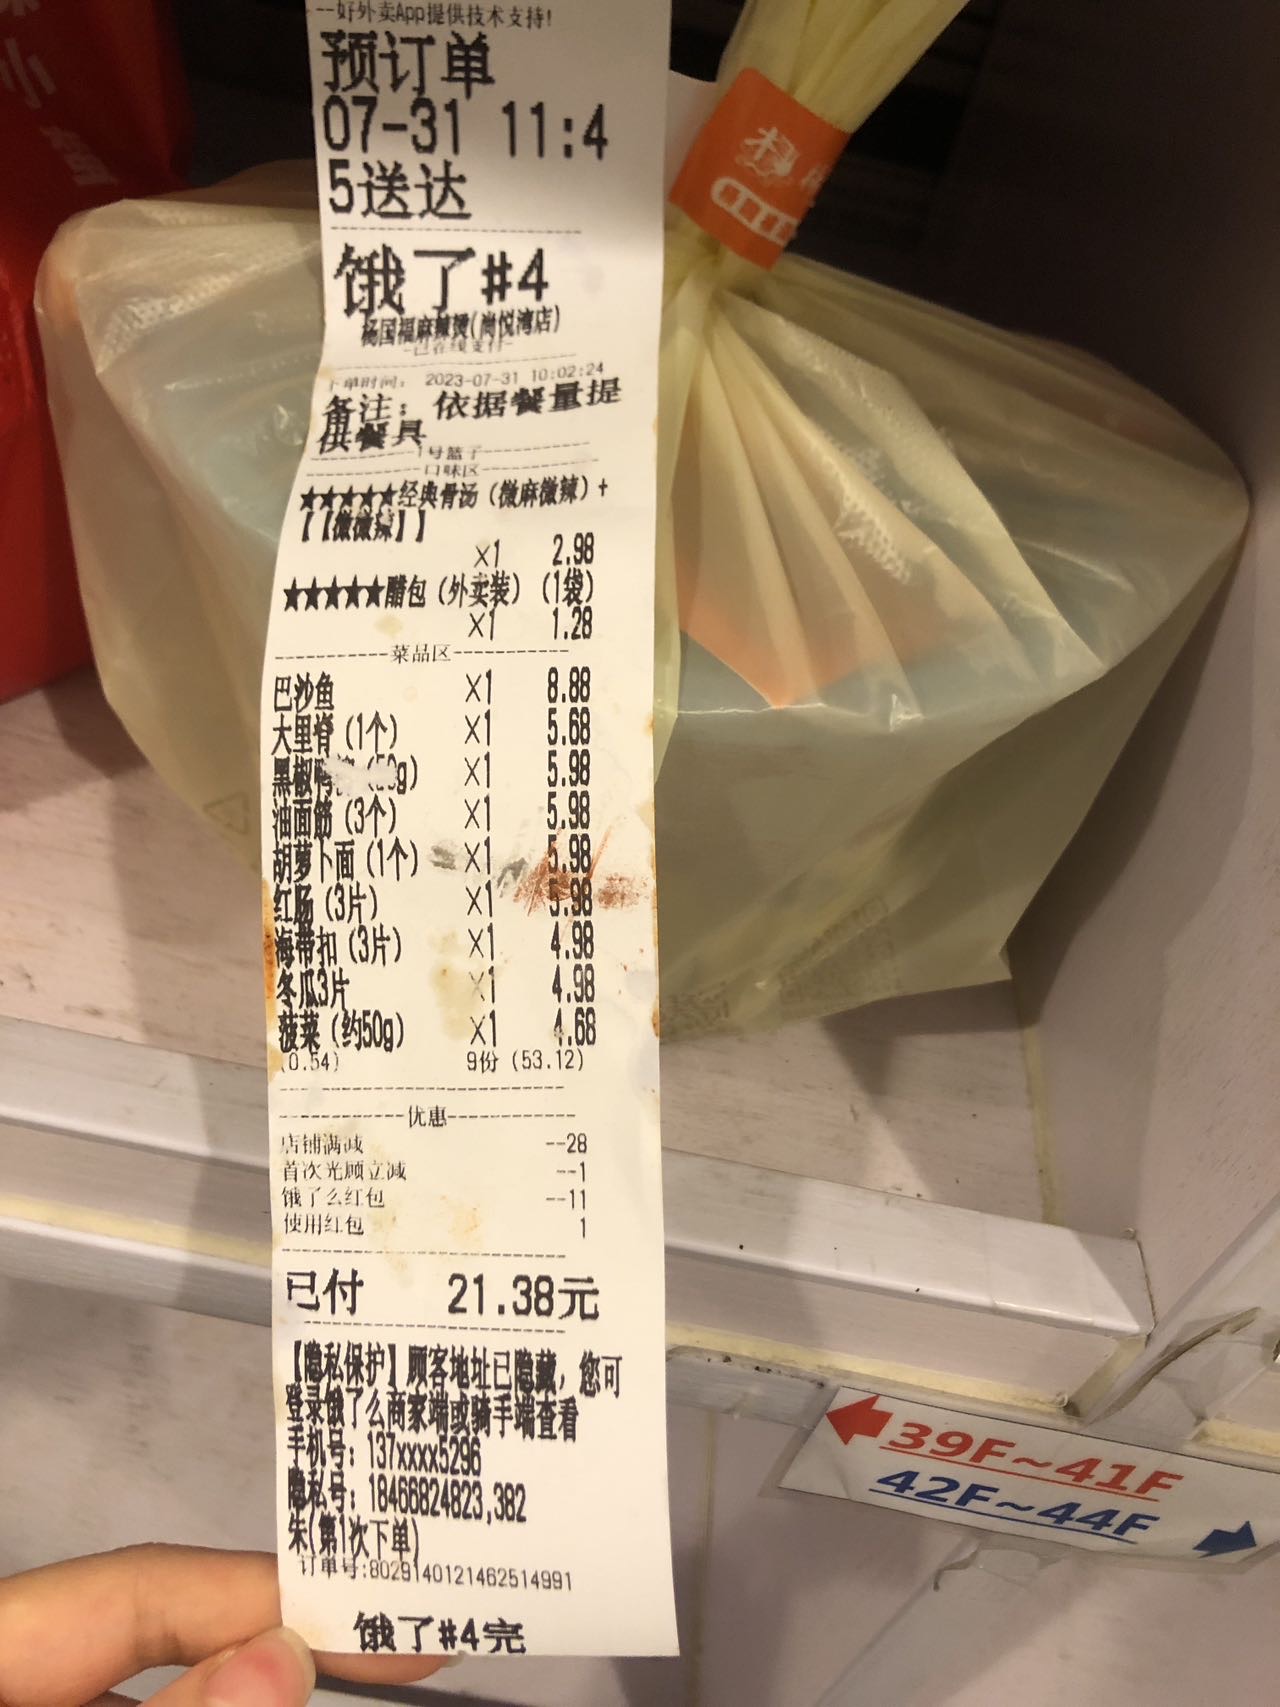 --好外卖App提供技术支持!
预订单
07-31 11:4
5送达
饿了#4
杨国福麻辣烫(尚悦湾店)
-已在线支付-
下单时间: 2023-07-31 10:02:24
备注: 依据餐量提
供餐具
1号篮子
口味区
★★★★★经典骨汤(微麻微辣)+
【【微微辣】】
X1 2.98
★★★★★醋包(外卖装)(1袋)
X1 1.28
菜品区
巴沙鱼 X1 8.88
大里脊(1个) X1 5.68
黑椒鸭 g) X1 5.98
油面筋(3个) X1 5.98
胡萝卜面(1个) X1 5.98
红肠(3片) X1 5.98
海带扣(3片) X1 4.98
冬瓜3片 X1 4.98
菠菜(约50g) X1 4.68
(0.54) 9份(53.12)
优惠
店铺满减 --28
首次光顾立减 --1
饿了么红包 --11
使用红包 1
已付 21.38元
【隐私保护】顾客地址已隐藏, 您可
登录饿了么商家端或骑手端查看
手机号: 137xxxx5296
隐私号: 18466824823,382
朱(第1次下单)
订单号:8029140121462514991
饿了#4完
39F~41F
42F~44F
小
杨